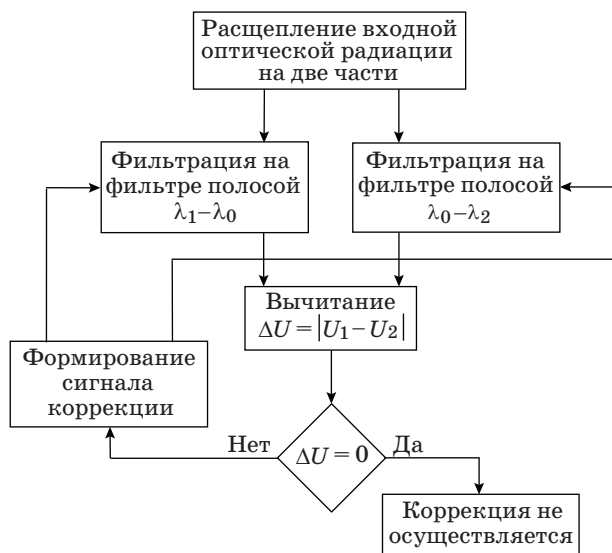 Расщепление входной
оптической радиации
на две части
Фильтрация на
фильтре полосой
λ₁–λ₀
Фильтрация на
фильтре полосой
λ₀–λ₂
Вычитание
ΔU = |U₁ – U₂|
Формирование
сигнала
коррекции
Нет
ΔU = 0
Да
Коррекция не
осуществляется